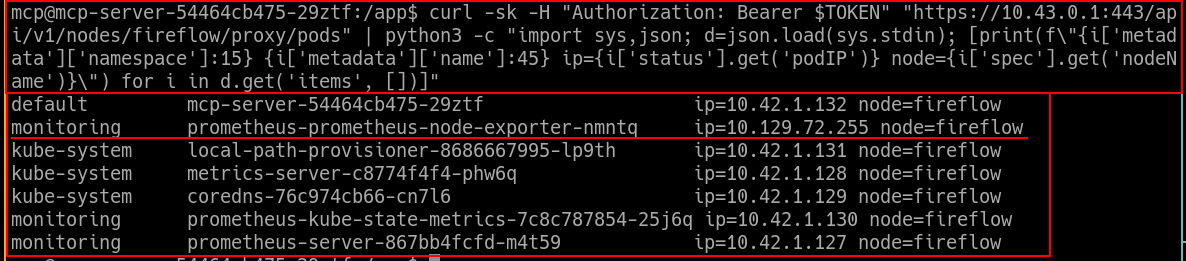 mcp@mcp-server-54464cb475-29ztf:/app$ curl -sk -H "Authorization: Bearer $TOKEN" "https://10.43.0.1:443/ap
i/v1/nodes/fireflow/proxy/pods" | python3 -c "import sys,json; d=json.load(sys.stdin); [print(f\"{i['metad
ata']['namespace']:15} {i['metadata']['name']:45} ip={i['status'].get('podIP')} node={i['spec'].get('nodeN
ame')}\") for i in d.get('items', [])]"
default         mcp-server-54464cb475-29ztf                   ip=10.42.1.132 node=fireflow
monitoring      prometheus-prometheus-node-exporter-nmntq     ip=10.129.72.255 node=fireflow
kube-system     local-path-provisioner-8686667995-lp9th       ip=10.42.1.131 node=fireflow
kube-system     metrics-server-c8774f4f4-phw6q                ip=10.42.1.128 node=fireflow
kube-system     coredns-76c974cb66-cn7l6                      ip=10.42.1.129 node=fireflow
monitoring      prometheus-kube-state-metrics-7c8c787854-25j6q ip=10.42.1.130 node=fireflow
monitoring      prometheus-server-867bb4fcfd-m4t59            ip=10.42.1.127 node=fireflow